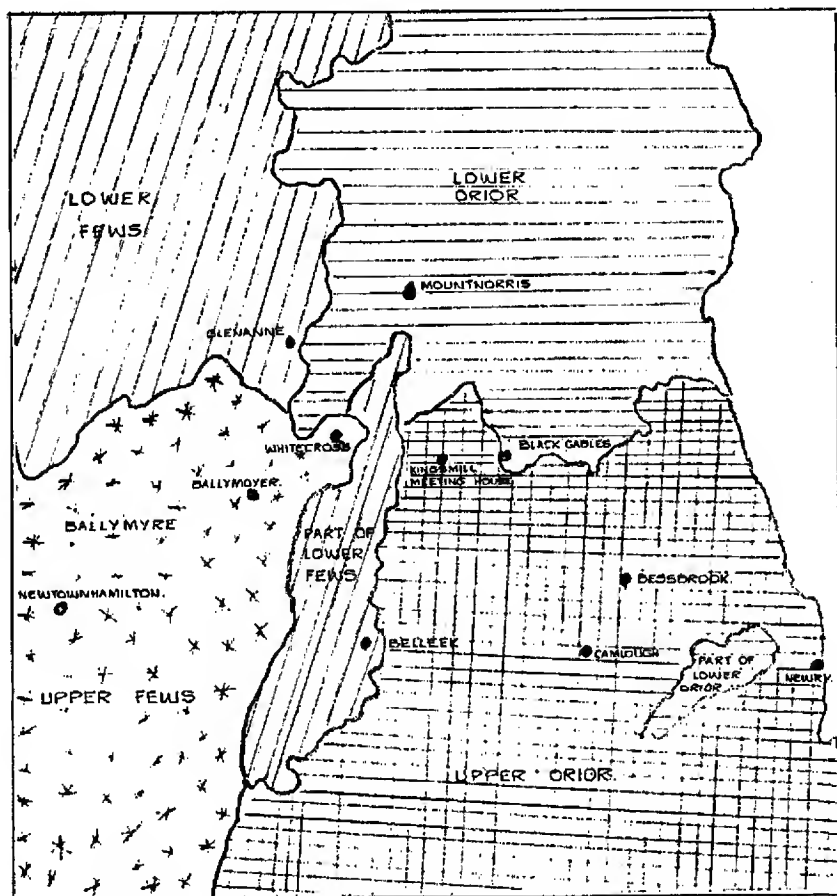 LOWER
ORIOR
LOWER
FEWS
MOUNTNORRIS
GLENANNE
WHITECROSS
BLACK GABLES
KINGSMILL
MEETING HOUSE
BALLYMOYER.
BALLYMYRE
PART OF
LOWER
FEWS
BESSBROOK.
NEWTOWNHAMILTON.
BELLEEK
CAMLOUGH
PART OF
LOWER
ORIOR
NEWRY.
UPPER FEWS
UPPER ORIOR.